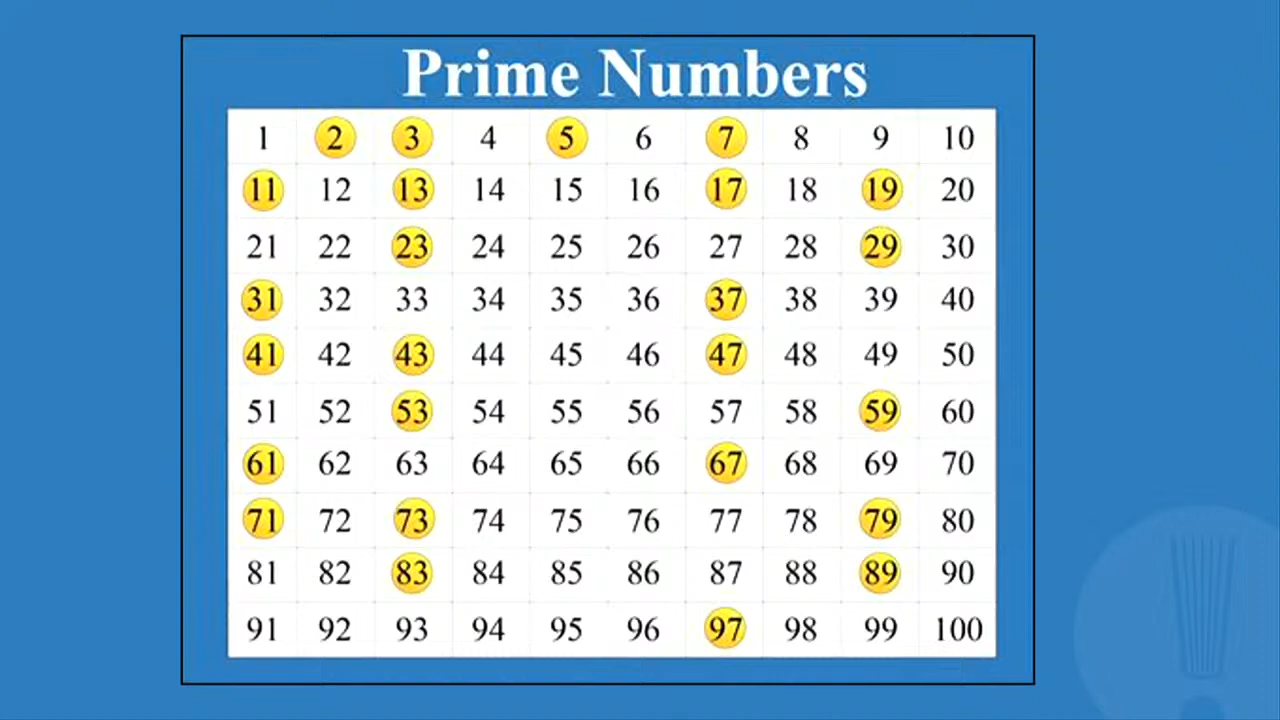 Prime Numbers
1 2 3 4 5 6 7 8 9 10
11 12 13 14 15 16 17 18 19 20
21 22 23 24 25 26 27 28 29 30
31 32 33 34 35 36 37 38 39 40
41 42 43 44 45 46 47 48 49 50
51 52 53 54 55 56 57 58 59 60
61 62 63 64 65 66 67 68 69 70
71 72 73 74 75 76 77 78 79 80
81 82 83 84 85 86 87 88 89 90
91 92 93 94 95 96 97 98 99 100